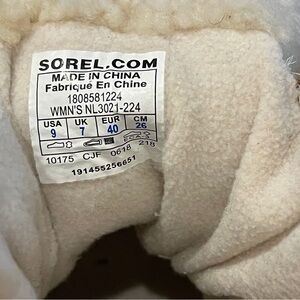 SOREL.COM
MADE IN CHINA
Fabriqué en Chine
1808581224
WMN'S NL3021-224
USA UK EUR CM
9 7 40 26
10175 CJF 0618 218
191455256651